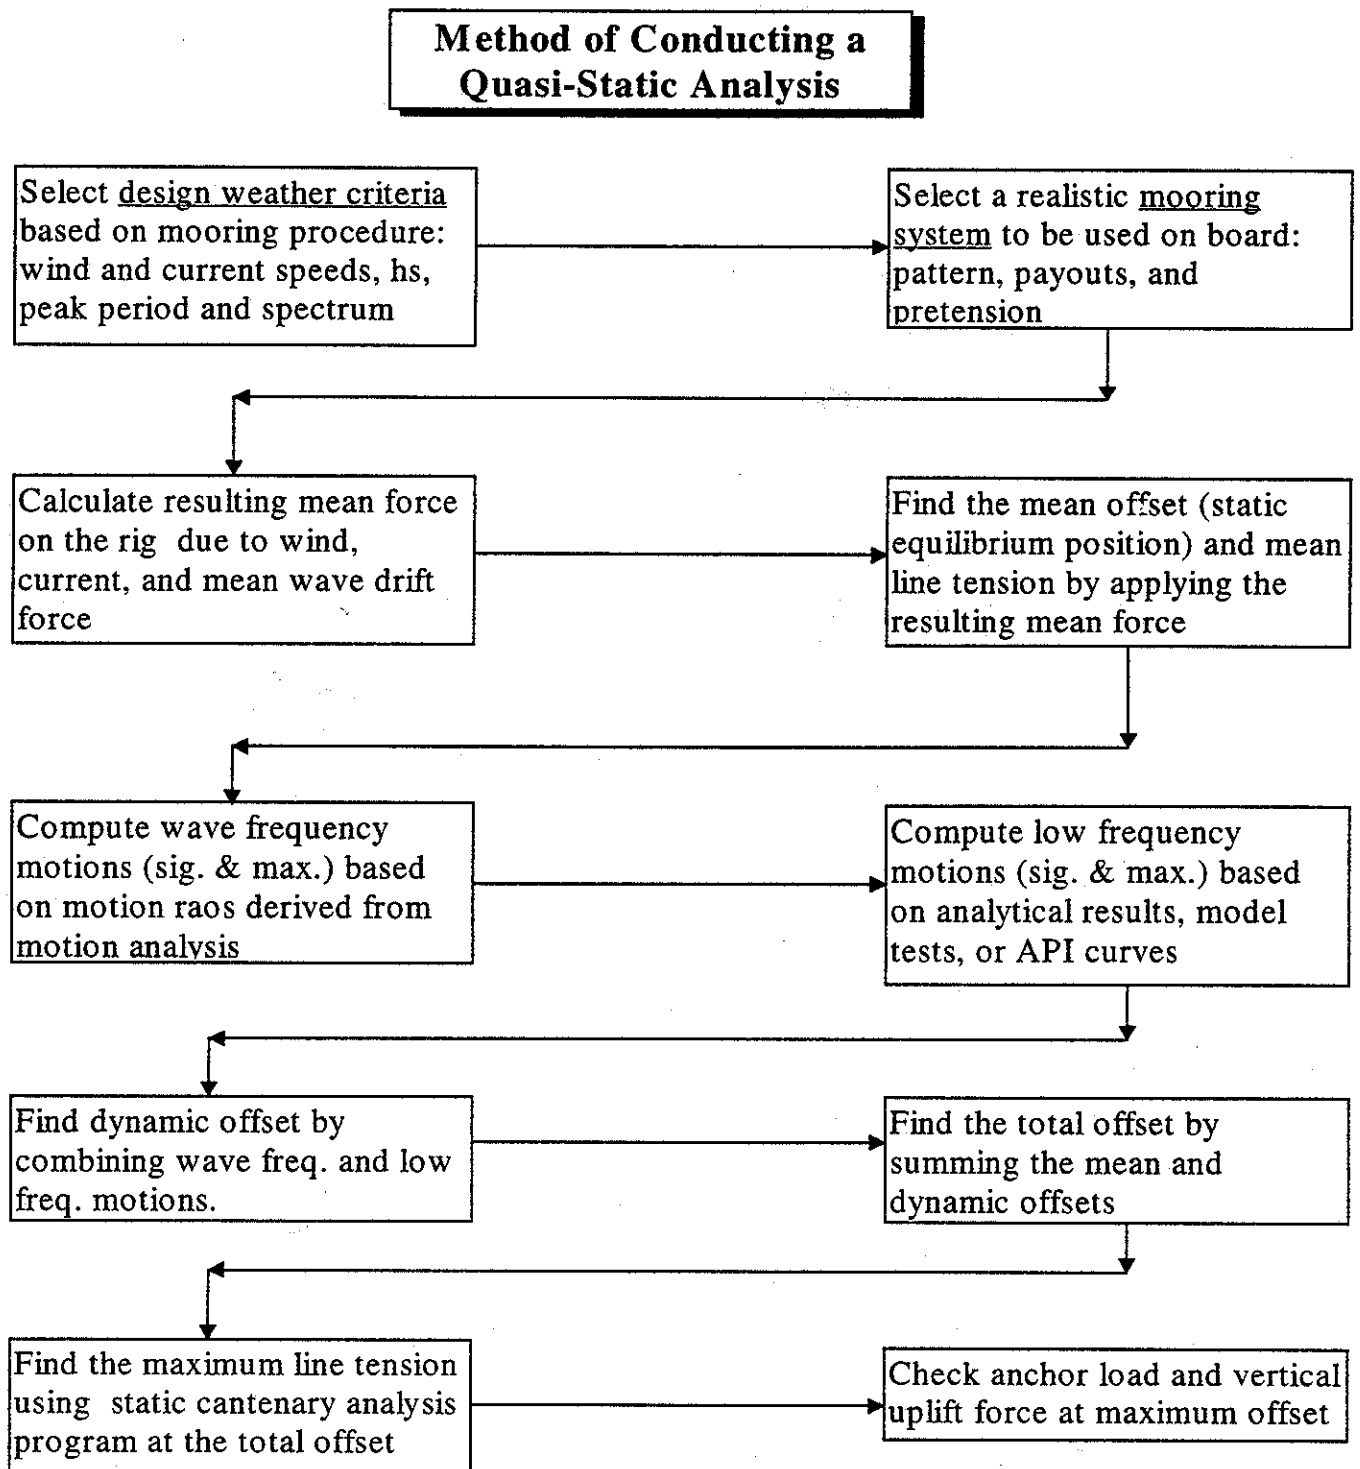 Method of Conducting a
Quasi-Static Analysis
Select design weather criteria
based on mooring procedure:
wind and current speeds, hs,
peak period and spectrum
Select a realistic mooring
system to be used on board:
pattern, payouts, and
pretension
Calculate resulting mean force
on the rig due to wind,
current, and mean wave drift
force
Find the mean offset (static
equilibrium position) and mean
line tension by applying the
resulting mean force
Compute wave frequency
motions (sig. & max.) based
on motion raos derived from
motion analysis
Compute low frequency
motions (sig. & max.) based
on analytical results, model
tests, or API curves
Find dynamic offset by
combining wave freq. and low
freq. motions.
Find the total offset by
summing the mean and
dynamic offsets
Find the maximum line tension
using static cantenary analysis
program at the total offset
Check anchor load and vertical
uplift force at maximum offset